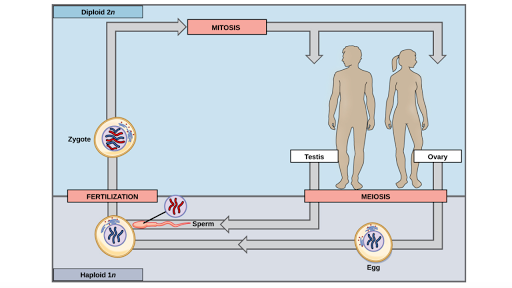 Diploid 2n
MITOSIS
Zygote
Testis
Ovary
FERTILIZATION
MEIOSIS
Sperm
Egg
Haploid 1n